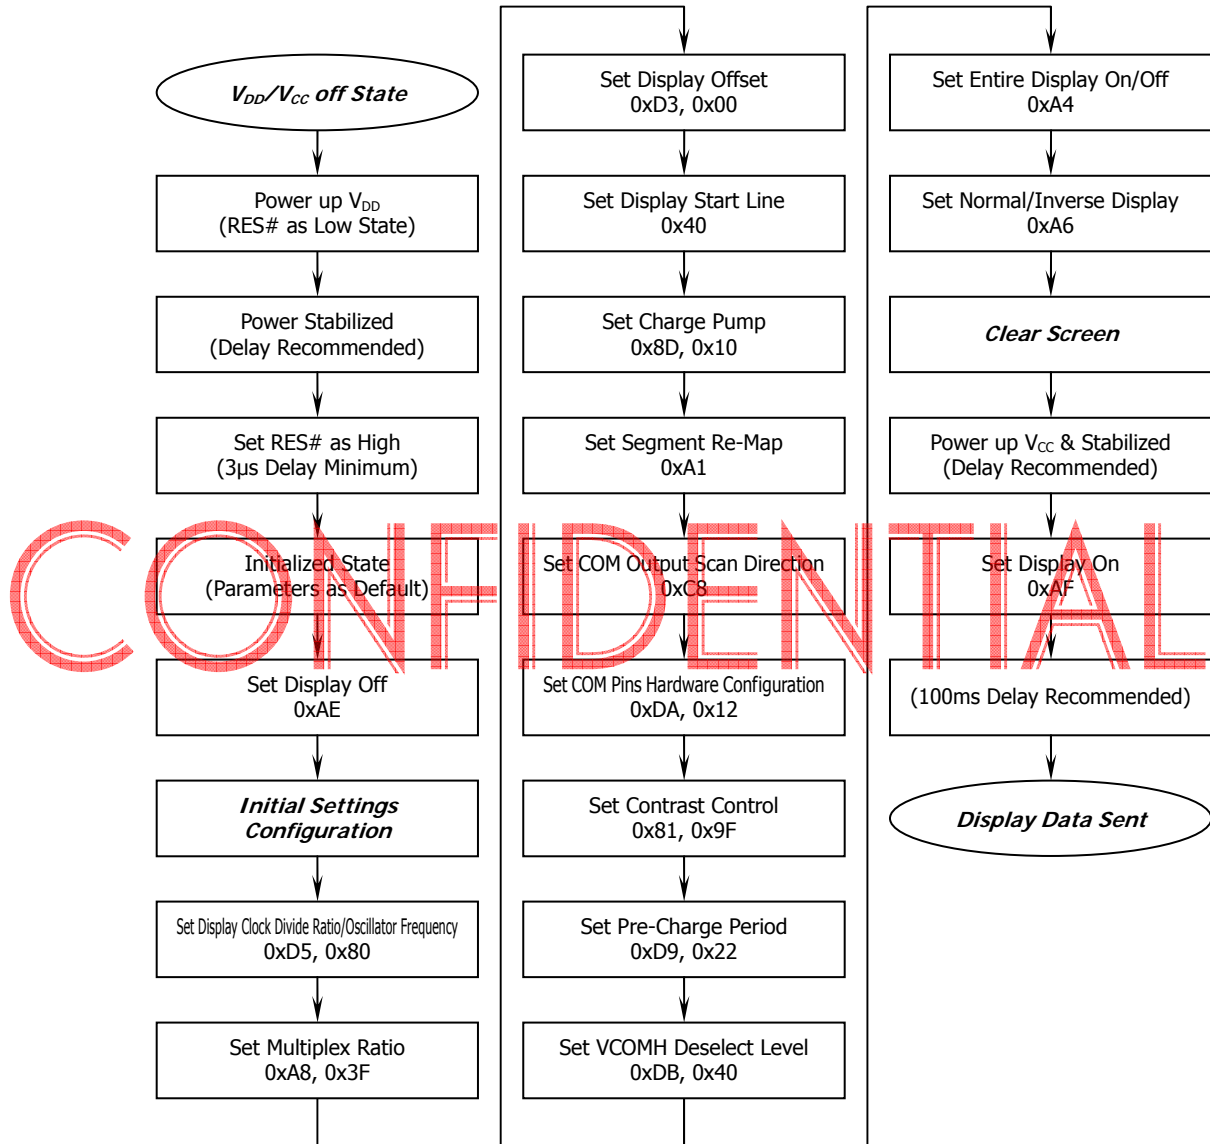 V_DD/V_CC off State
Power up V_DD
(RES# as Low State)
Power Stabilized
(Delay Recommended)
Set RES# as High
(3μs Delay Minimum)
Initialized State
(Parameters as Default)
Set Display Off
0xAE
Initial Settings
Configuration
Set Display Clock Divide Ratio/Oscillator Frequency
0xD5, 0x80
Set Multiplex Ratio
0xA8, 0x3F
Set Display Offset
0xD3, 0x00
Set Display Start Line
0x40
Set Charge Pump
0x8D, 0x10
Set Segment Re-Map
0xA1
Set COM Output Scan Direction
0xC8
Set COM Pins Hardware Configuration
0xDA, 0x12
Set Contrast Control
0x81, 0x9F
Set Pre-Charge Period
0xD9, 0x22
Set VCOMH Deselect Level
0xDB, 0x40
Set Entire Display On/Off
0xA4
Set Normal/Inverse Display
0xA6
Clear Screen
Power up V_CC & Stabilized
(Delay Recommended)
Set Display On
0xAF
(100ms Delay Recommended)
Display Data Sent
CONFIDENTIAL